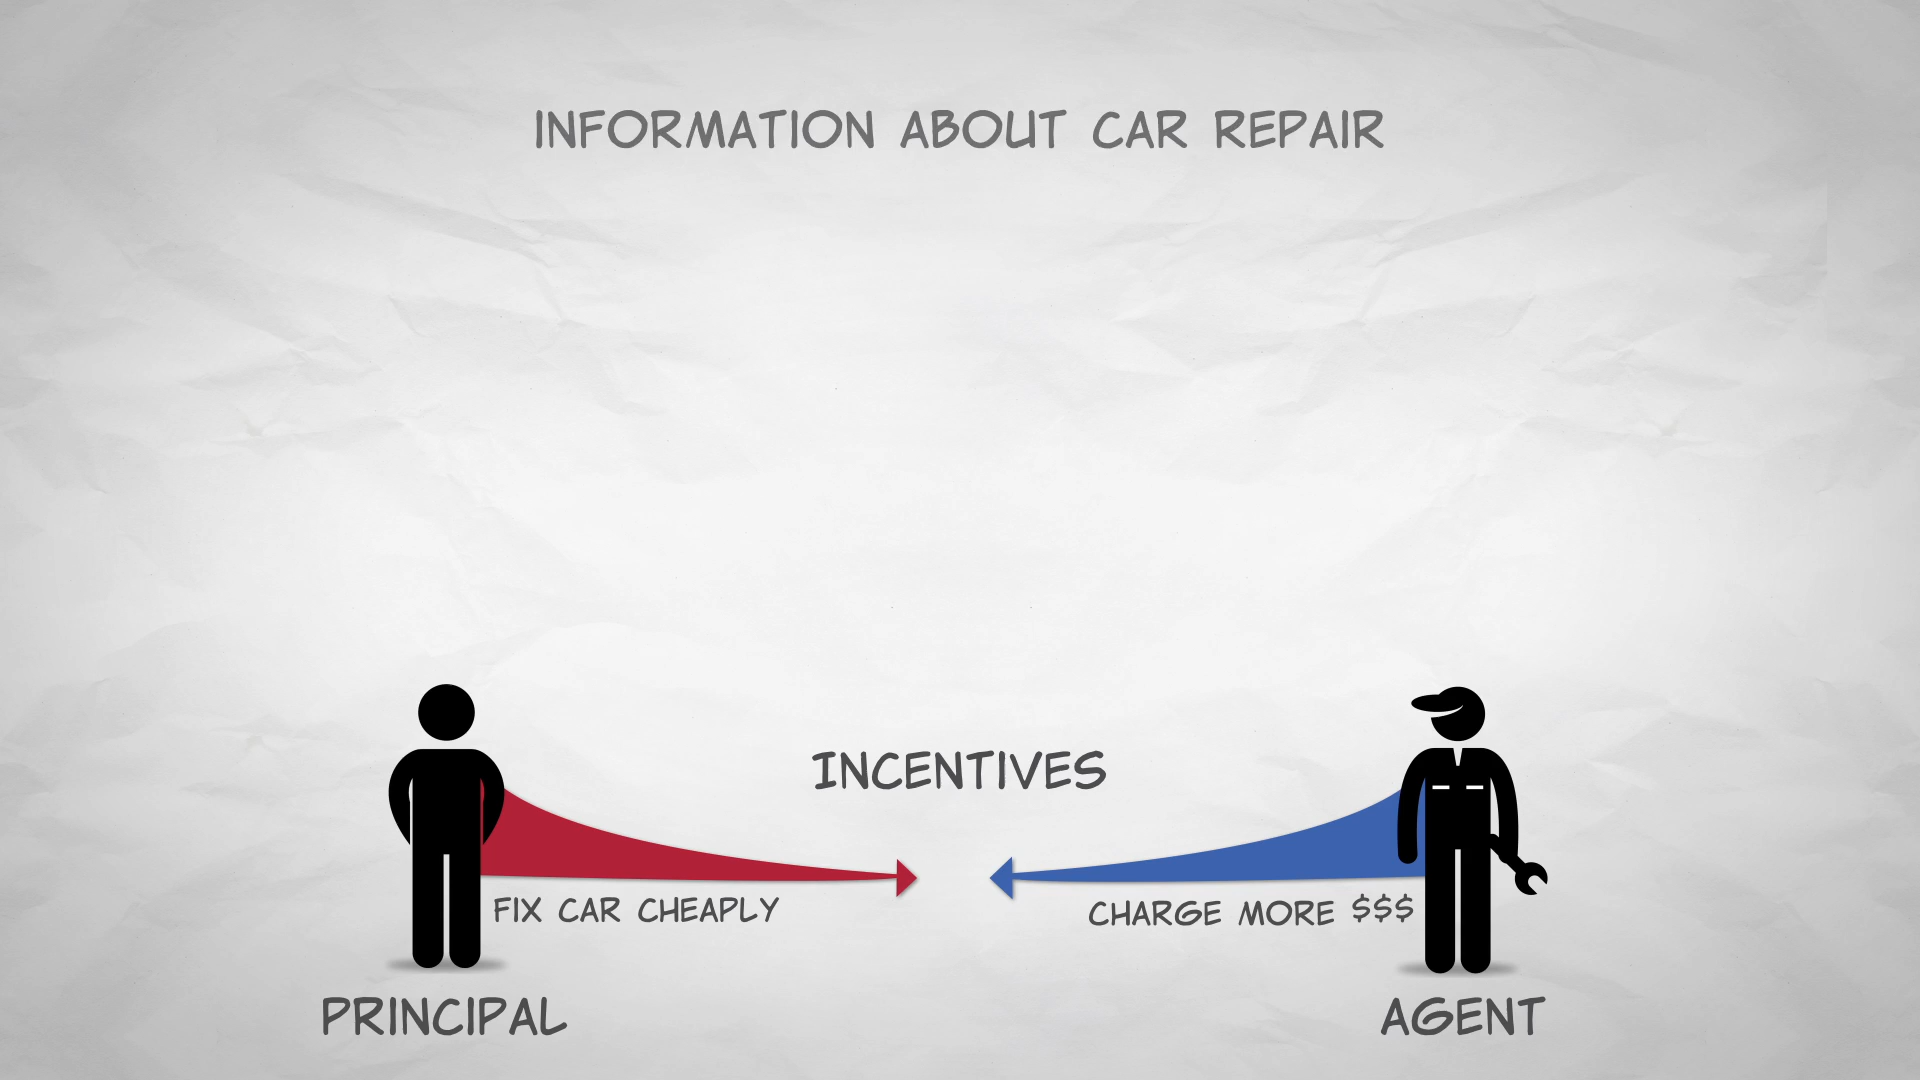 INFORMATION ABOUT CAR REPAIR
INCENTIVES
FIX CAR CHEAPLY
CHARGE MORE $$$
PRINCIPAL
AGENT